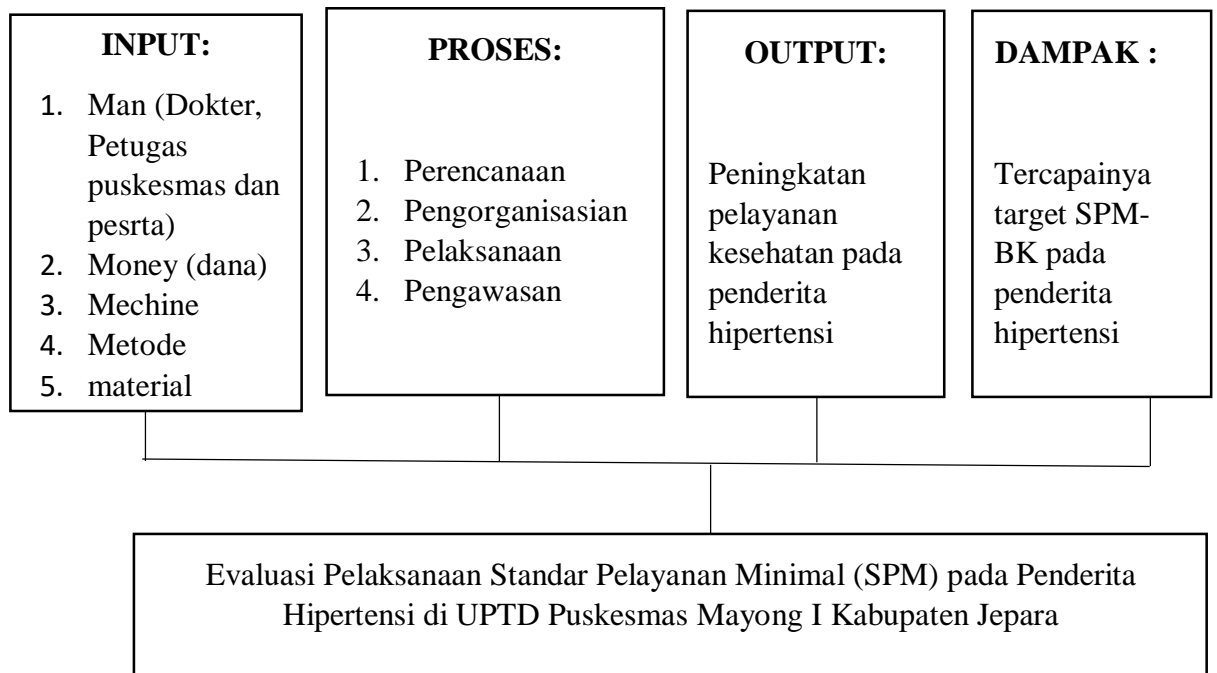 INPUT:
1. Man (Dokter,
Petugas
puskesmas dan
pesrta)
2. Money (dana)
3. Mechine
4. Metode
5. material
PROSES:
1. Perencanaan
2. Pengorganisasian
3. Pelaksanaan
4. Pengawasan
OUTPUT:
Peningkatan
pelayanan
kesehatan pada
penderita
hipertensi
DAMPAK :
Tercapainya
target SPM-
BK pada
penderita
hipertensi
Evaluasi Pelaksanaan Standar Pelayanan Minimal (SPM) pada Penderita
Hipertensi di UPTD Puskesmas Mayong I Kabupaten Jepara